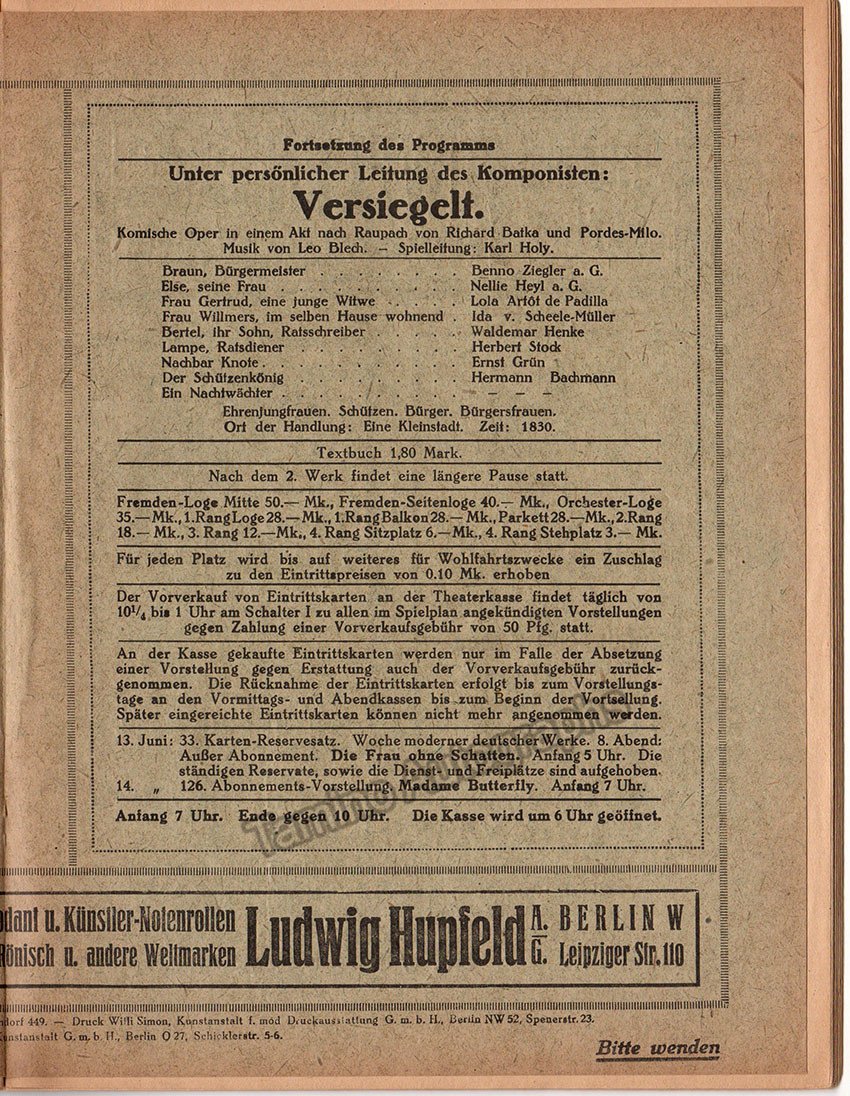 Fortsetzung des Programms
Unter persönlicher Leitung des Komponisten:
Versiegelt.
Komische Oper in einem Akt nach Raupach von Richard Batka und Pordes-Milo.
Musik von Leo Blech. — Spielleitung: Karl Holy.
Braun, Bürgermeister . . . . . . . . Benno Ziegler a. G.
Else, seine Frau . . . . . . . . . . Nellie Heyl a. G.
Frau Gertrud, eine junge Witwe . . . . Lola Artôt de Padilla
Frau Willmers, im selben Hause wohnend . Ida v. Scheele-Müller
Bertel, ihr Sohn, Ratsschreiber . . . . . Waldemar Henke
Lampe, Ratsdiener . . . . . . . . . Herbert Stock
Nachbar Knote . . . . . . . . . . . Ernst Grün
Der Schützenkönig . . . . . . . . . Hermann Bachmann
Ein Nachtwächter . . . . . . . . . . – – – –
Ehrenjungfrauen. Schützen. Bürger. Bürgersfrauen.
Ort der Handlung: Eine Kleinstadt. Zeit: 1830.
Textbuch 1,80 Mark.
Nach dem 2. Werk findet eine längere Pause statt.
Fremden-Loge Mitte 50.— Mk., Fremden-Seitenloge 40.— Mk., Orchester-Loge
35.—Mk., 1. Rang Loge 28.—Mk., 1. Rang Balkon 28.— Mk., Parkett 28.—Mk., 2. Rang
18.— Mk., 3. Rang 12.—Mk., 4. Rang Sitzplatz 6.—Mk., 4. Rang Stehplatz 3.— Mk.
Für jeden Platz wird bis auf weiteres für Wohlfahrtszwecke ein Zuschlag
zu den Eintrittspreisen von 0.10 Mk. erhoben
Der Vorverkauf von Eintrittskarten an der Theaterkasse findet täglich von
10¹/₄ bis 1 Uhr am Schalter I zu allen im Spielplan angekündigten Vorstellungen
gegen Zahlung einer Vorverkaufsgebühr von 50 Pfg. statt.
An der Kasse gekaufte Eintrittskarten werden nur im Falle der Absetzung
einer Vorstellung gegen Erstattung auch der Vorverkaufsgebühr zurück-
genommen. Die Rücknahme der Eintrittskarten erfolgt bis zum Vorstellungs-
tage an den Vormittags- und Abendkassen bis zum Beginn der Vortsellung.
Später eingereichte Eintrittskarten können nicht mehr angenommen werden.
13. Juni: 33. Karten-Reservesatz. Woche moderner deutscher Werke. 8. Abend:
Außer Abonnement. Die Frau ohne Schatten. Anfang 5 Uhr. Die
ständigen Reservate, sowie die Dienst- und Freiplätze sind aufgehoben.
14. „ 126. Abonnements-Vorstellung. Madame Butterfly. Anfang 7 Uhr.
Anfang 7 Uhr. Ende gegen 10 Uhr. Die Kasse wird um 6 Uhr geöffnet.
Tamino Autographs
u. Künstler-Notenrollen
Rönisch u. andere Weltmarken
Ludwig Hupfeld A. G.
BERLIN W
Leipziger Str. 110
449. — Druck Willi Simon, Kunstanstalt f. mod Druckausstattung G. m. b. H., Berlin NW 52, Spenerstr. 23.
G. m. b. H., Berlin O 27, Schicklerstr. 5-6.
Bitte wenden